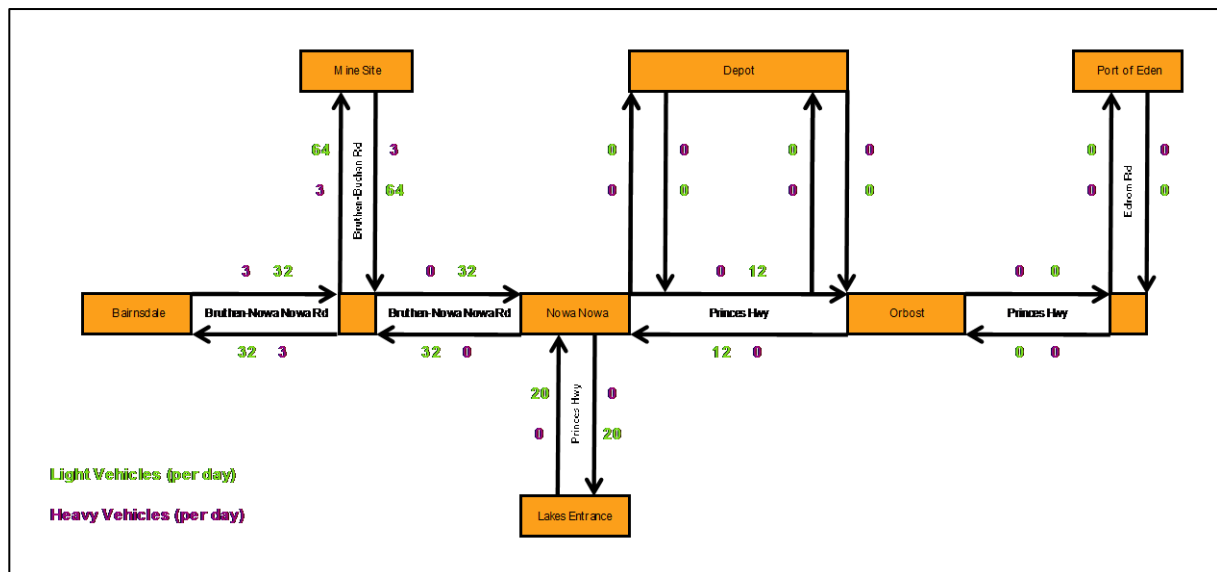 Mine Site
Depot
Port of Eden
64 3 0 0 0 0 0 0
Bruthen-Buchan Rd
Edrom Rd
3 64 0 0 0 0 0 0
3 32 0 32 0 12 0 0
Bairnsdale
Bruthen-Nowa Nowa Rd
Bruthen-Nowa Nowa Rd
Nowa Nowa
Princes Hwy
Orbost
Princes Hwy
32 3 32 0 12 0 0 0
20 0
Princes Hwy
0 20
Light Vehicles (per day)
Heavy Vehicles (per day)
Lakes Entrance